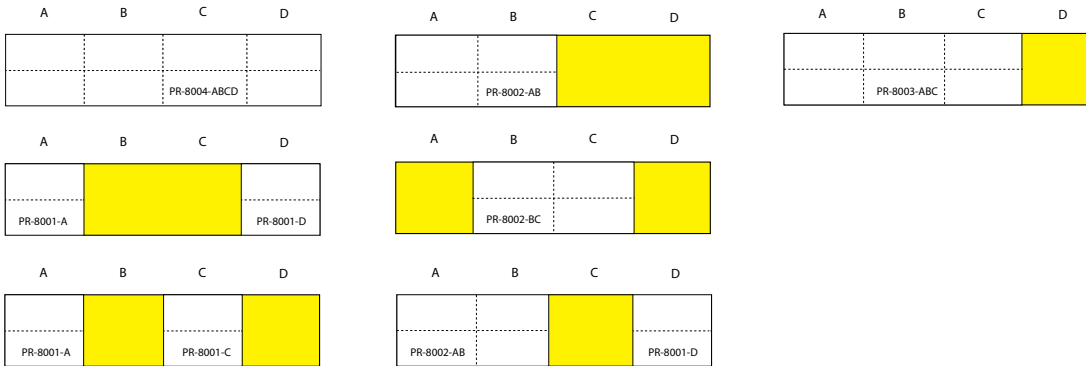 A B C D
PR-8004-ABCD
A B C D
PR-8002-AB
A B C D
PR-8003-ABC
A B C D
PR-8001-A PR-8001-D
A B C D
PR-8002-BC
A B C D
PR-8001-A PR-8001-C
A B C D
PR-8002-AB PR-8001-D